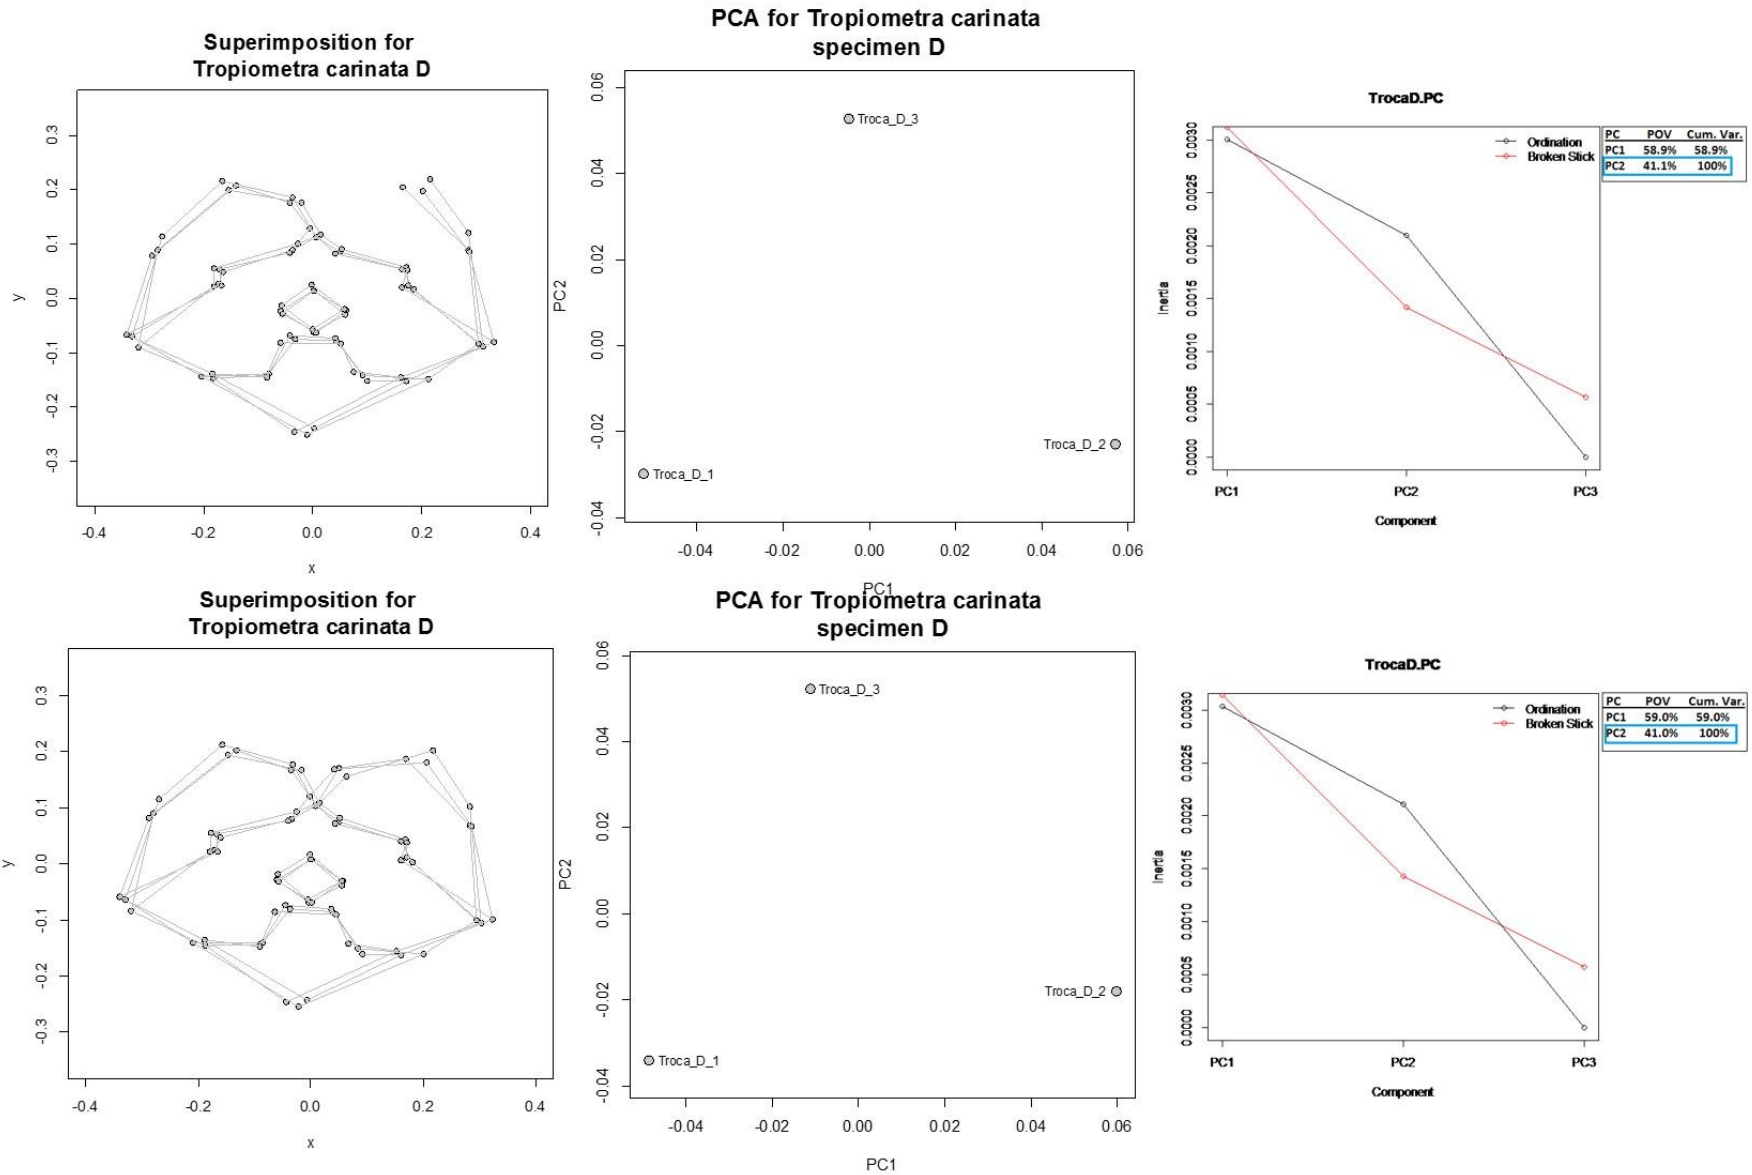 Superimposition for
Tropiometra carinata D
0.3
0.2
0.1
0.0
-0.1
-0.2
-0.3
y
-0.4
-0.2
0.0
0.2
0.4
x
PCA for Tropiometra carinata
specimen D
0.06
0.04
0.02
0.00
-0.02
-0.04
PC2
Troca_D_3
Troca_D_2
Troca_D_1
-0.04
-0.02
0.00
0.02
0.04
0.06
PC1
TrocaD.PC
0.0030
0.0025
0.0020
0.0015
0.0010
0.0005
0.0000
Inertia
Ordination
Broken Stick
PC1
PC2
PC3
Component
PC POV Cum. Var.
PC1 58.9% 58.9%
PC2 41.1% 100%
Superimposition for
Tropiometra carinata D
0.3
0.2
0.1
0.0
-0.1
-0.2
-0.3
y
-0.4
-0.2
0.0
0.2
0.4
x
PCA for Tropiometra carinata
specimen D
0.06
0.04
0.02
0.00
-0.02
-0.04
PC2
Troca_D_3
Troca_D_2
Troca_D_1
-0.04
-0.02
0.00
0.02
0.04
0.06
PC1
TrocaD.PC
0.0030
0.0025
0.0020
0.0015
0.0010
0.0005
0.0000
Inertia
Ordination
Broken Stick
PC1
PC2
PC3
Component
PC POV Cum. Var.
PC1 59.0% 59.0%
PC2 41.0% 100%